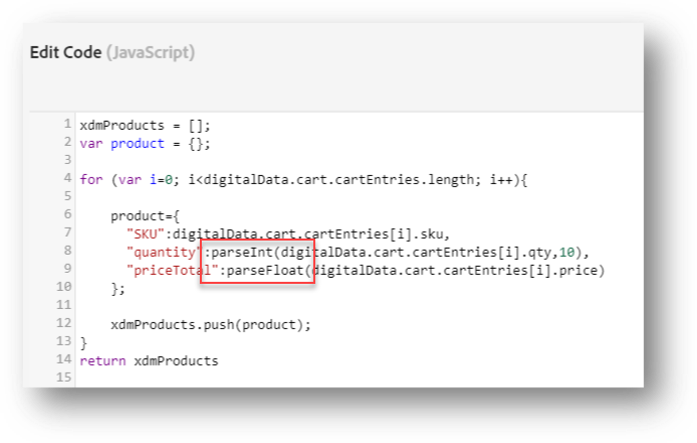 Edit Code (JavaScript)
1 xdmProducts = [];
2 var product = {};
3
4 for (var i=0; i<digitalData.cart.cartEntries.length; i++){
5
6 product={
7 "SKU":digitalData.cart.cartEntries[i].sku,
8 "quantity":parseInt(digitalData.cart.cartEntries[i].qty,10),
9 "priceTotal":parseFloat(digitalData.cart.cartEntries[i].price)
10 };
11
12 xdmProducts.push(product);
13 }
14 return xdmProducts
15